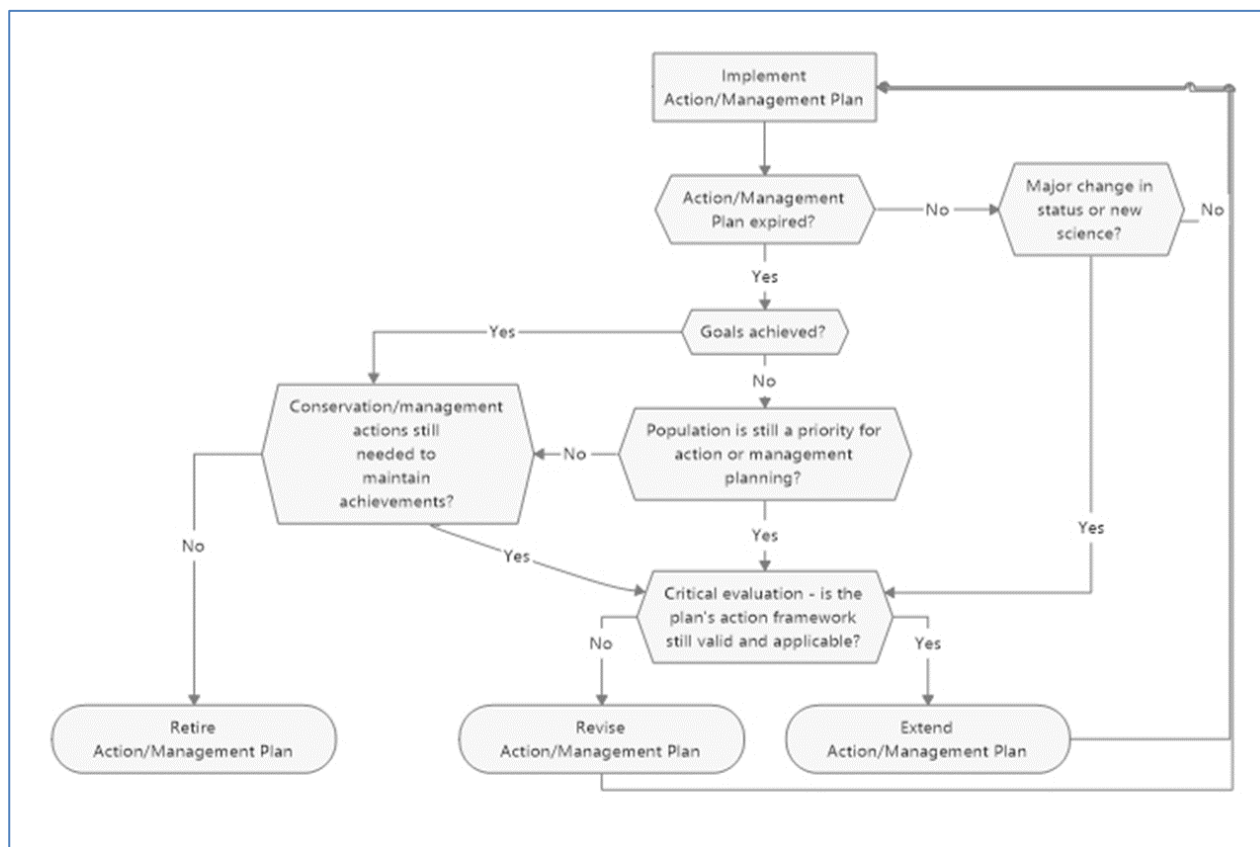 Implement
Action/Management Plan
Action/Management
Plan expired?
No
Major change in
status or new
science?
No
Yes
Goals achieved?
Yes
No
Conservation/management
actions still
needed to
maintain
achievements?
No
Population is still a priority for
action or management
planning?
No
Yes
Yes
Yes
Critical evaluation - is the
plan's action framework
still valid and applicable?
No
Yes
Retire
Action/Management Plan
Revise
Action/Management Plan
Extend
Action/Management Plan